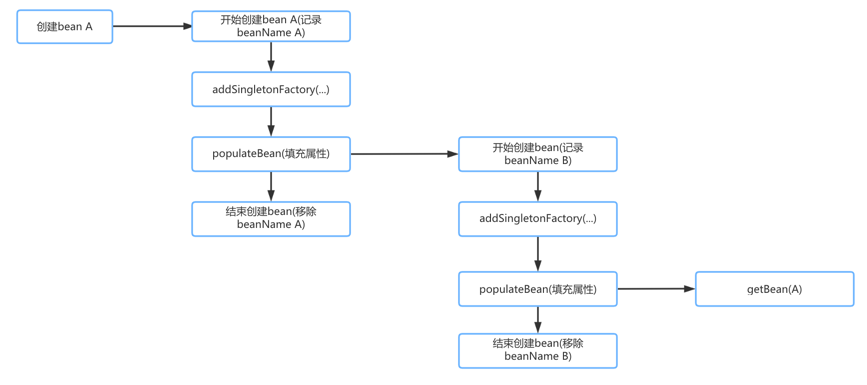 创建bean A
开始创建bean A(记录
beanName A)
addSingletonFactory(...)
populateBean(填充属性)
结束创建bean(移除
beanName A)
开始创建bean(记录
beanName B)
addSingletonFactory(...)
populateBean(填充属性)
getBean(A)
结束创建bean(移除
beanName B)